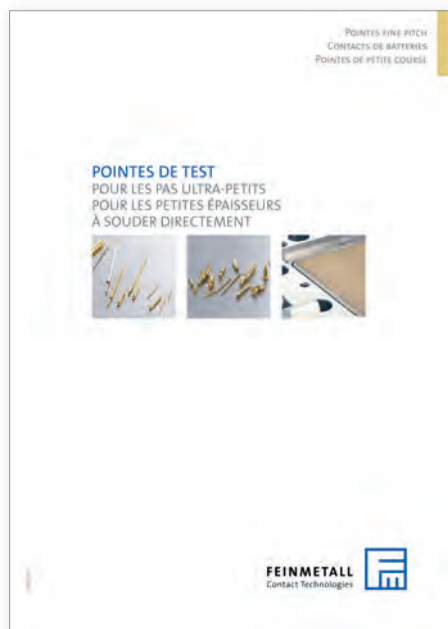 POINTES FINE PITCH
CONTACTS DE BATTERIES
POINTES DE PETITE COURSE
POINTES DE TEST
POUR LES PAS ULTRA-PETITS
POUR LES PETITES ÉPAISSEURS
À SOUDER DIRECTEMENT
FEINMETALL
Contact Technologies